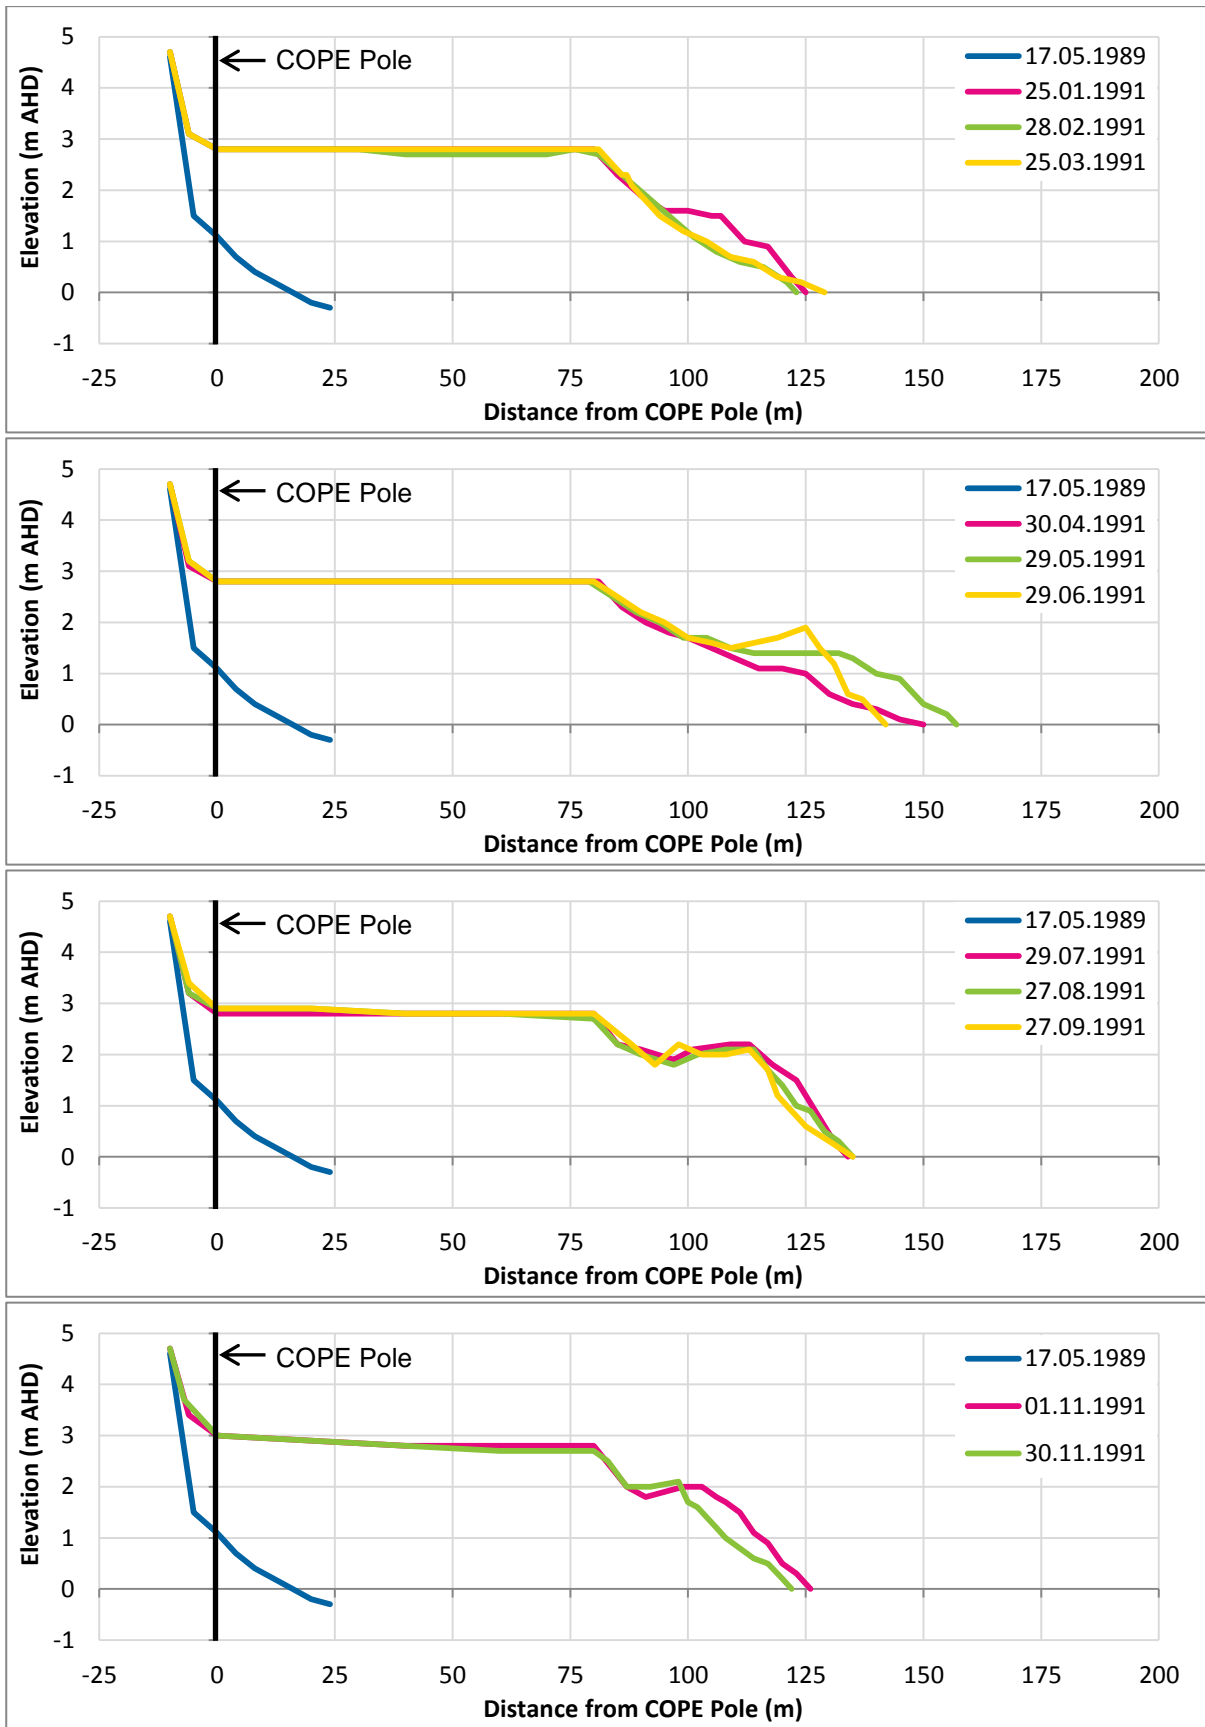 5
4
3
2
1
0
-1
Elevation (m AHD)
COPE Pole
17.05.1989
25.01.1991
28.02.1991
25.03.1991
-25 0 25 50 75 100 125 150 175 200
Distance from COPE Pole (m)
5
4
3
2
1
0
-1
Elevation (m AHD)
COPE Pole
17.05.1989
30.04.1991
29.05.1991
29.06.1991
-25 0 25 50 75 100 125 150 175 200
Distance from COPE Pole (m)
5
4
3
2
1
0
-1
Elevation (m AHD)
COPE Pole
17.05.1989
29.07.1991
27.08.1991
27.09.1991
-25 0 25 50 75 100 125 150 175 200
Distance from COPE Pole (m)
5
4
3
2
1
0
-1
Elevation (m AHD)
COPE Pole
17.05.1989
01.11.1991
30.11.1991
-25 0 25 50 75 100 125 150 175 200
Distance from COPE Pole (m)